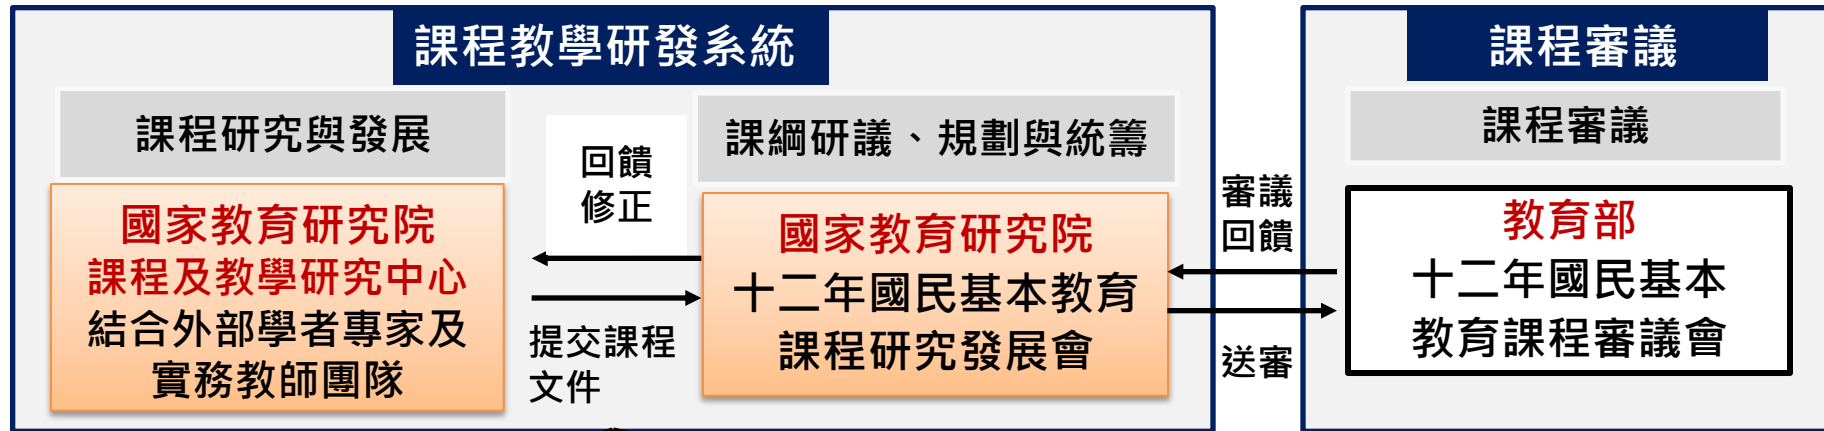 課程教學研發系統
課程研究與發展
國家教育研究院
課程及教學研究中心
結合外部學者專家及
實務教師團隊
回饋
修正
提交課程
文件
課綱研議、規劃與統籌
國家教育研究院
十二年國民基本教育
課程研究發展會
審議
回饋
送審
課程審議
課程審議
教育部
十二年國民基本
教育課程審議會